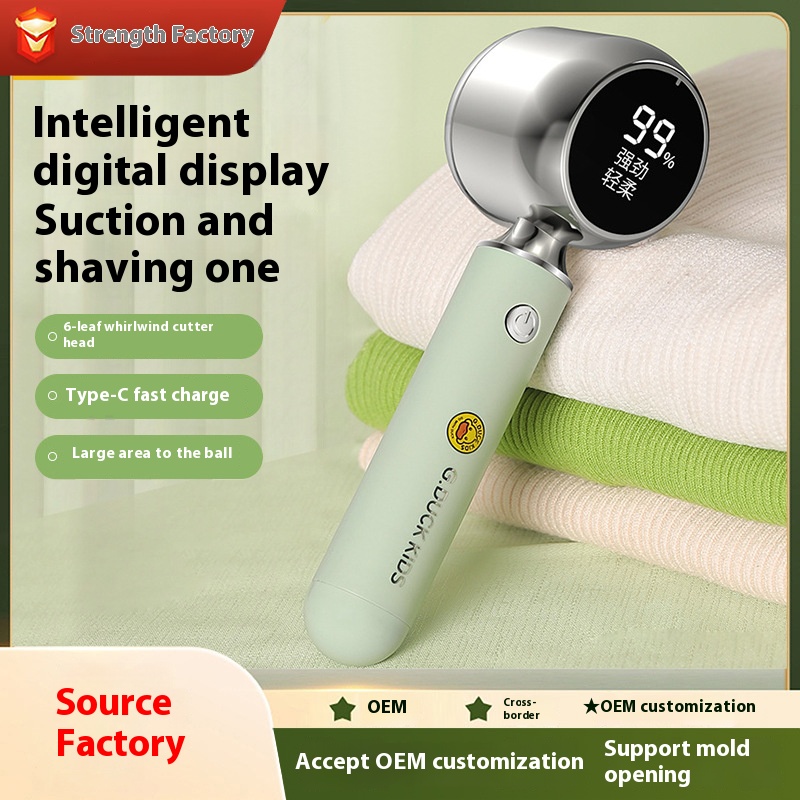 Strength Factory
Intelligent
digital display
Suction and
shaving one
6-leaf whirlwind cutter
head
Type-C fast charge
Large area to the ball
99%
强劲
轻柔
G.DUCK KIDS
G.DUCK KIDS
Source
Factory
OEM
Cross-
border
★OEM customization
Accept OEM customization
Support mold
opening